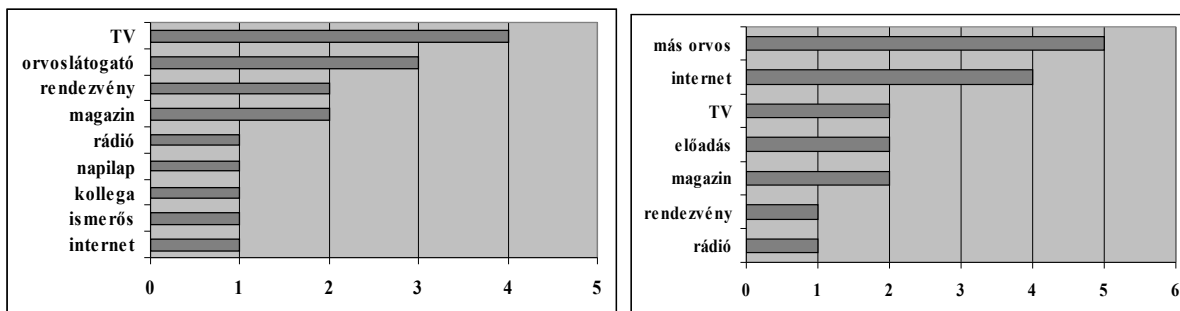 TV
orvoslátogató
rendezvény
magazin
rádió
napilap
kollega
ismerős
internet
0 1 2 3 4 5
más orvos
internet
TV
előadás
magazin
rendezvény
rádió
0 1 2 3 4 5 6